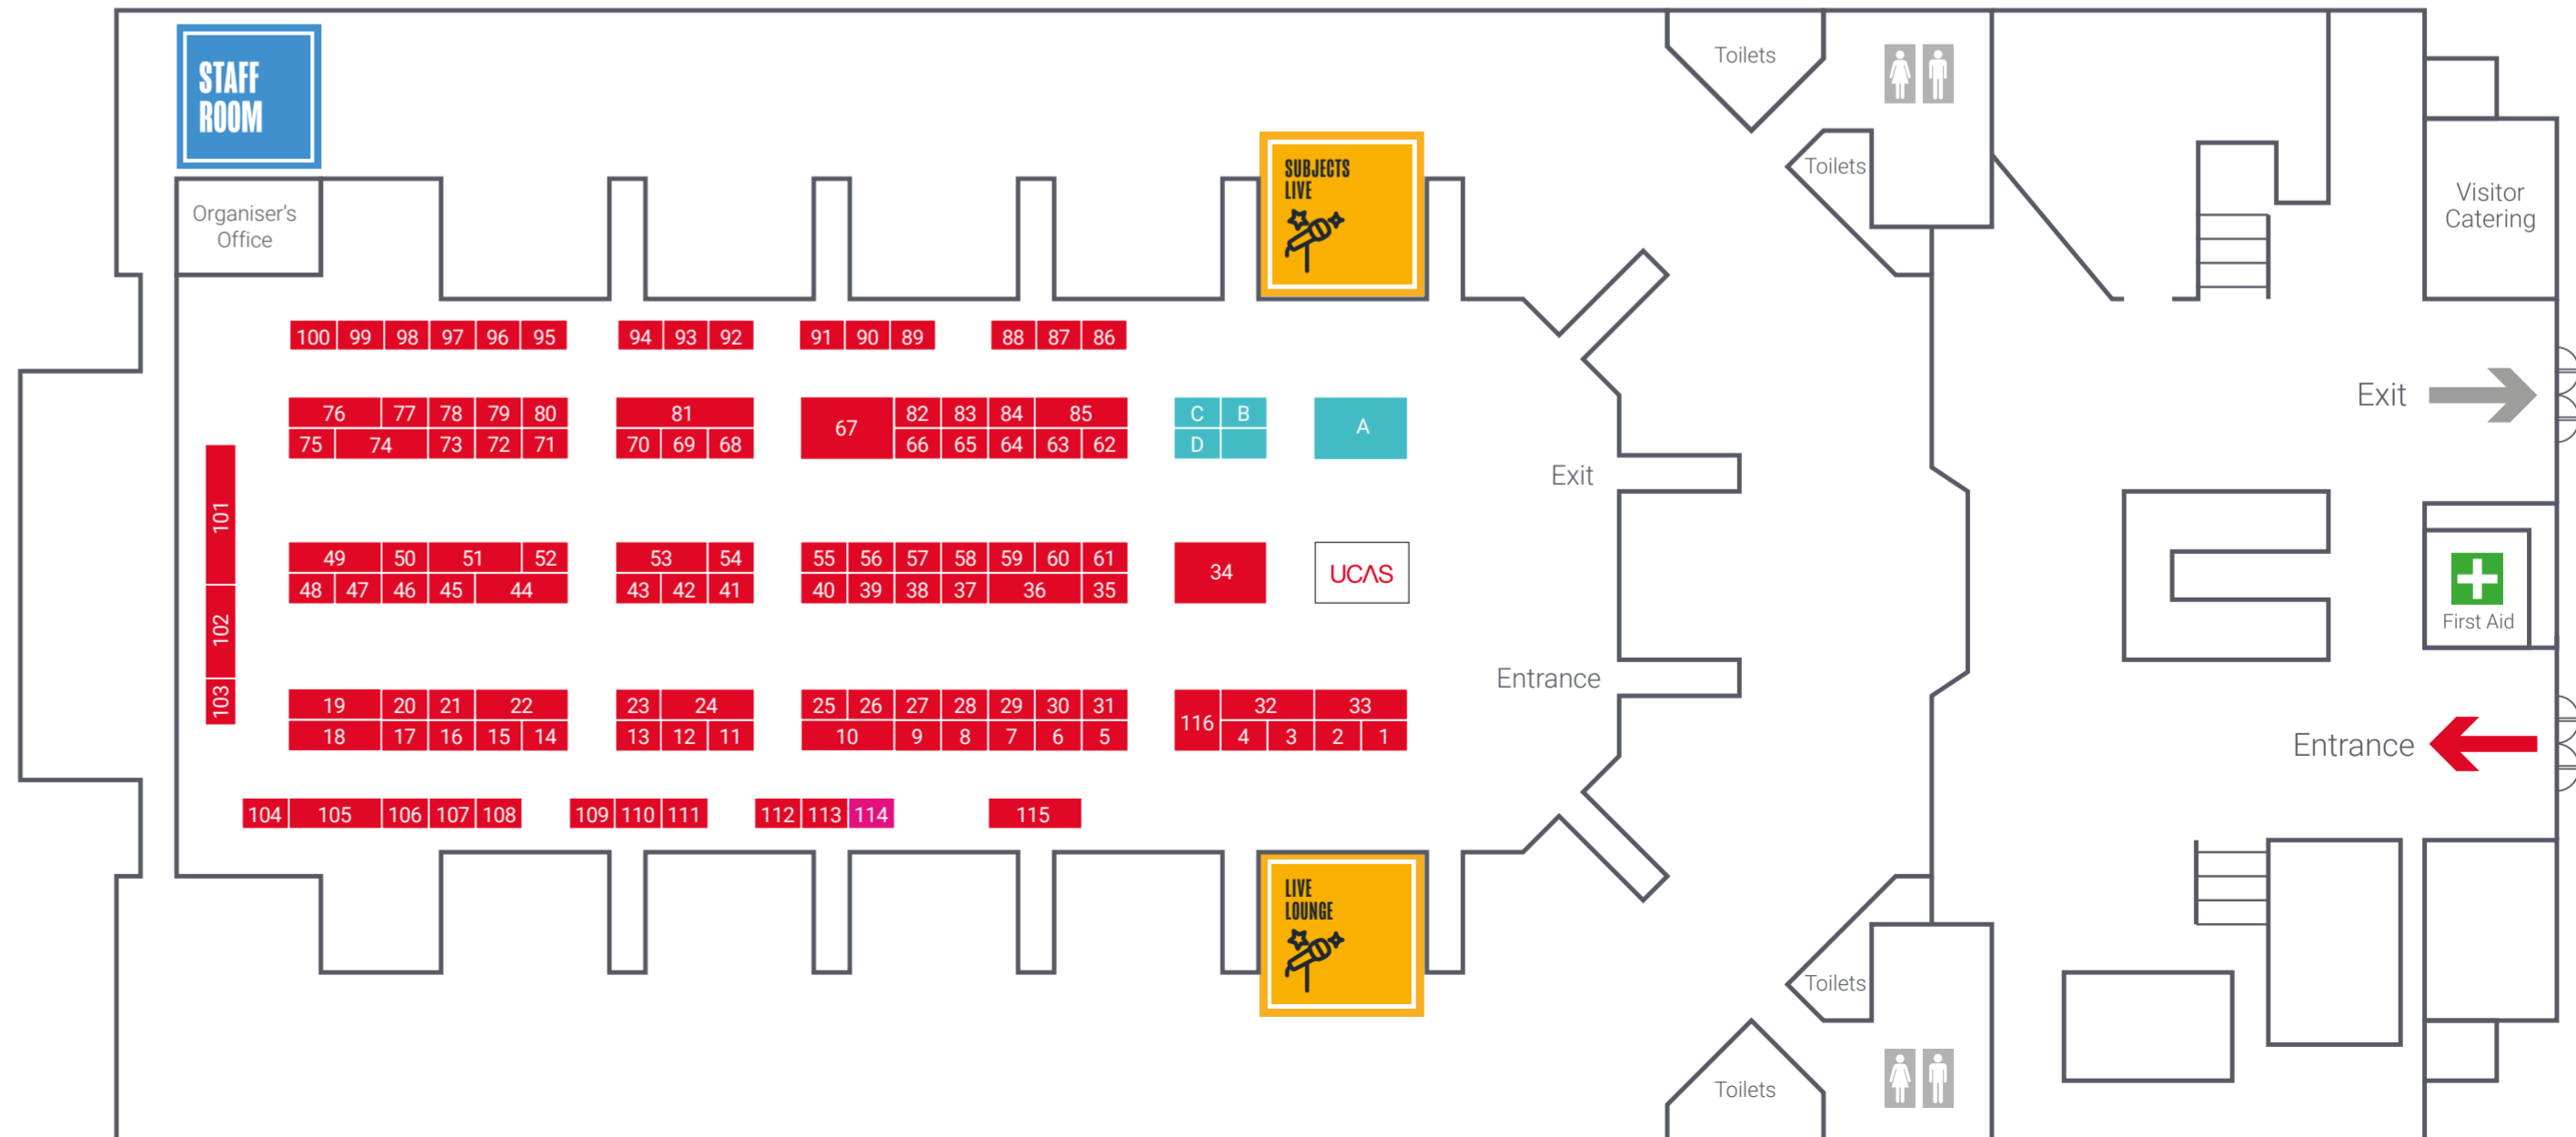 STAFF
ROOM
Toilets
Toilets
SUBJECTS
LIVE
Visitor
Catering
Organiser's
Office
100 99 98 97 96 95 94 93 92 91 90 89 88 87 86
Exit
76 77 78 79 80 81 67 82 83 84 85 C B A
75 74 73 72 71 70 69 68 66 65 64 63 62 D
Exit
101
49 50 51 52 53 54 55 56 57 58 59 60 61 34 UCAS
48 47 46 45 44 43 42 41 40 39 38 37 36 35
First Aid
102
Entrance
103
19 20 21 22 23 24 25 26 27 28 29 30 31 116 32 33
18 17 16 15 14 13 12 11 10 9 8 7 6 5 4 3 2 1
Entrance
104 105 106 107 108 109 110 111 112 113 114 115
LIVE
LOUNGE
Toilets
Toilets